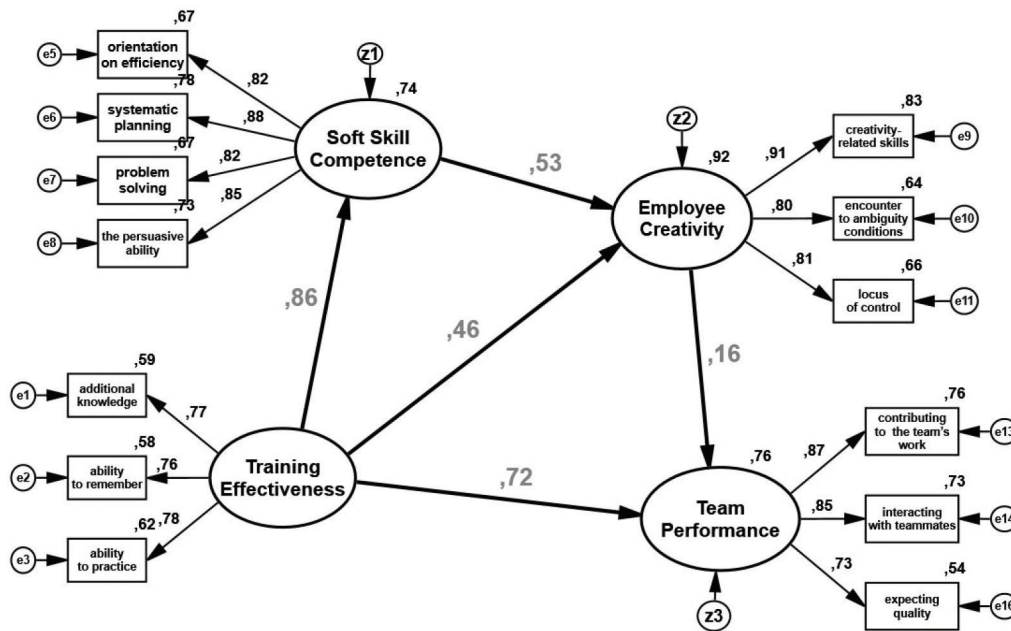 ,67
e5
orientation
on efficiency
,82
z1
,74
,78
e6
systematic
planning
,88
Soft Skill
Competence
,67
e7
problem
solving
,82
,73
e8
the persuasive
ability
,85
,53
z2
,92
Employee
Creativity
,83
,91
creativity-
related skills
e9
,64
,80
encounter
to ambiguity
conditions
e10
,66
,81
locus
of control
e11
,86
,46
,16
,59
e1
additional
knowledge
,77
,58
e2
ability
to remember
,76
Training
Effectiveness
,62
,78
e3
ability
to practice
,72
,76
Team
Performance
z3
,76
,87
contributing
to the team's
work
e13
,73
,85
interacting
with teammates
e14
,54
,73
expecting
quality
e16